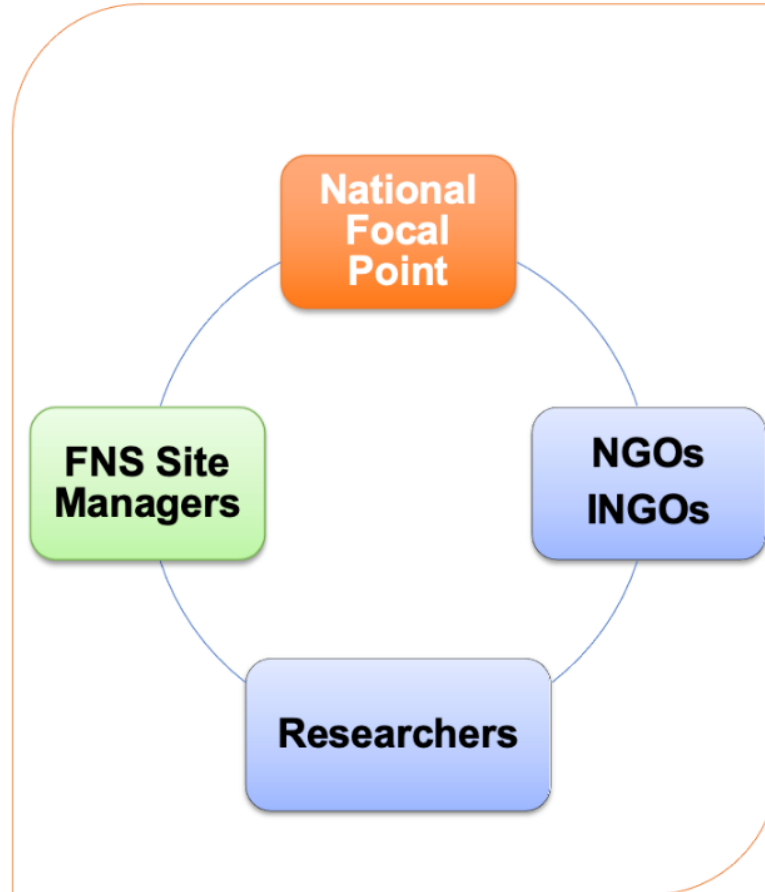 National
Focal
Point
FNS Site
Managers
NGOs
INGOs
Researchers